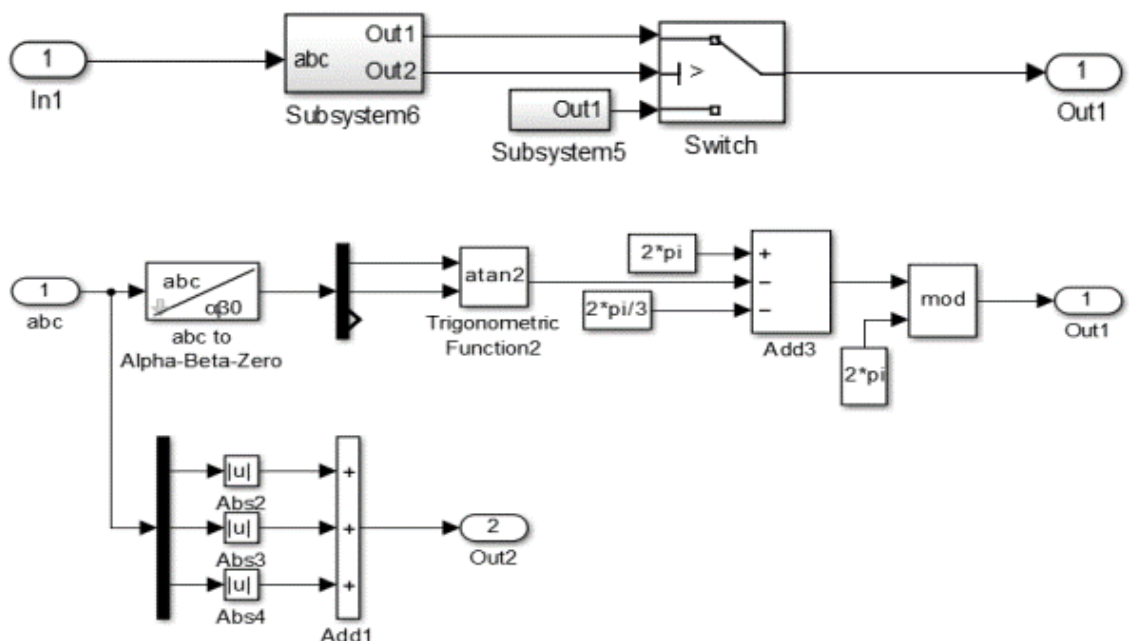 1
In1
abc
Out1
Out2
Subsystem6
Out1
Subsystem5
>
Switch
1
Out1
1
abc
abc
αβ0
abc to
Alpha-Beta-Zero
atan2
Trigonometric
Function2
2*pi
2*pi/3
+
−
−
Add3
2*pi
mod
1
Out1
|u|
Abs2
|u|
Abs3
|u|
Abs4
+
+
+
Add1
2
Out2